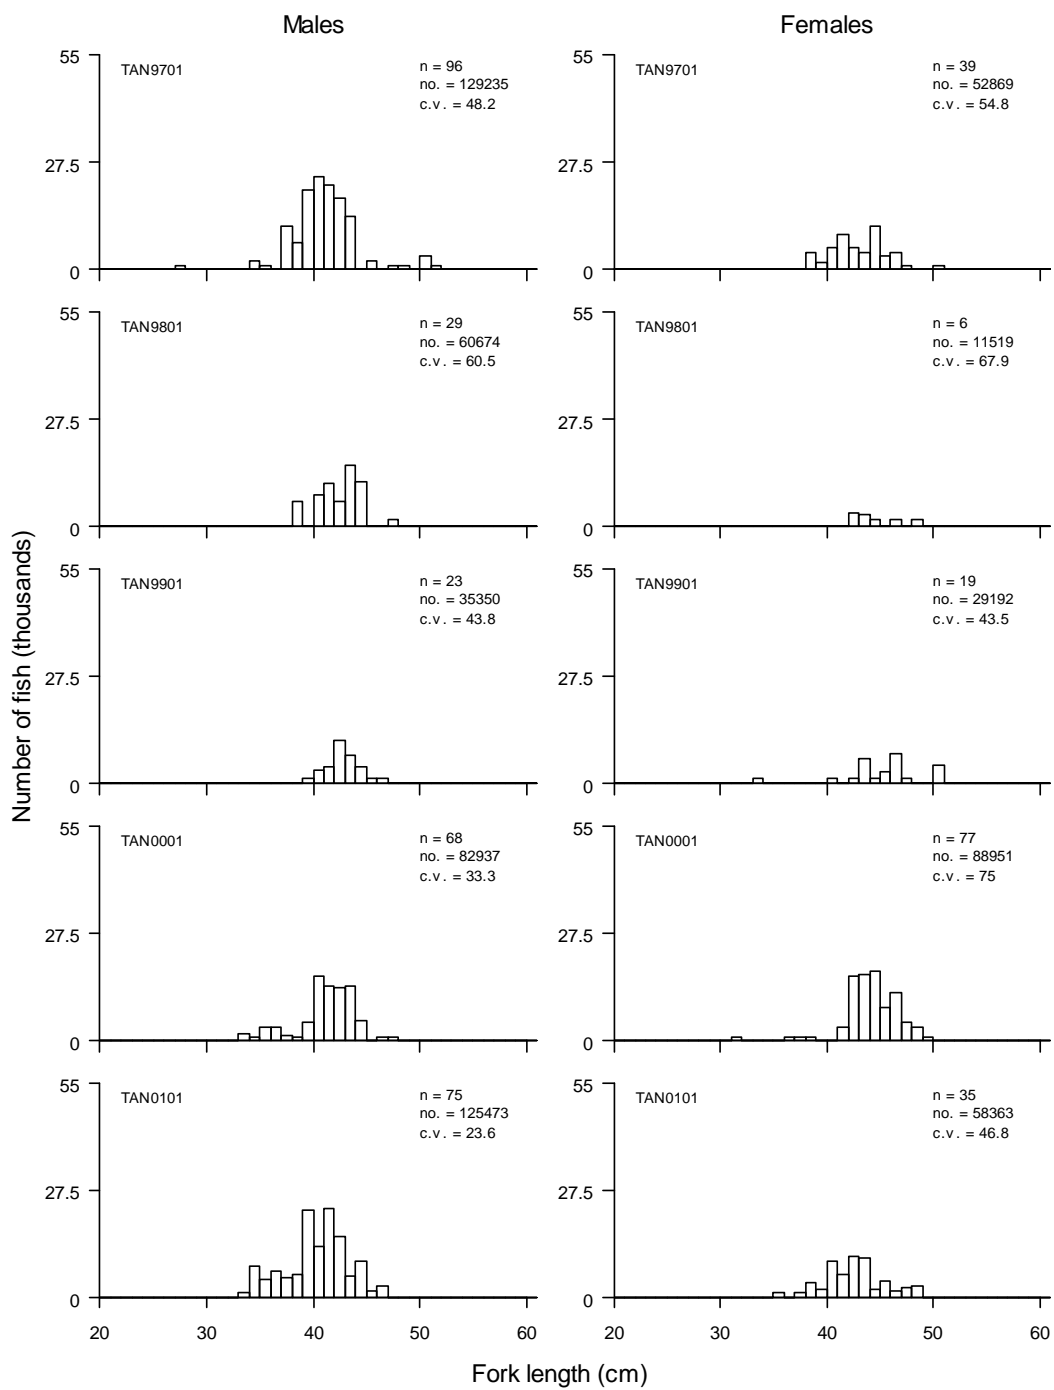 Males
Females
55
27.5
0
TAN9701
n = 96
no. = 129235
c.v. = 48.2
55
27.5
0
TAN9701
n = 39
no. = 52869
c.v. = 54.8
55
27.5
0
TAN9801
n = 29
no. = 60674
c.v. = 60.5
55
27.5
0
TAN9801
n = 6
no. = 11519
c.v. = 67.9
Number of fish (thousands)
55
27.5
0
TAN9901
n = 23
no. = 35350
c.v. = 43.8
55
27.5
0
TAN9901
n = 19
no. = 29192
c.v. = 43.5
55
27.5
0
TAN0001
n = 68
no. = 82937
c.v. = 33.3
55
27.5
0
TAN0001
n = 77
no. = 88951
c.v. = 75
55
27.5
0
TAN0101
n = 75
no. = 125473
c.v. = 23.6
20 30 40 50 60
55
27.5
0
TAN0101
n = 35
no. = 58363
c.v. = 46.8
20 30 40 50 60
Fork length (cm)